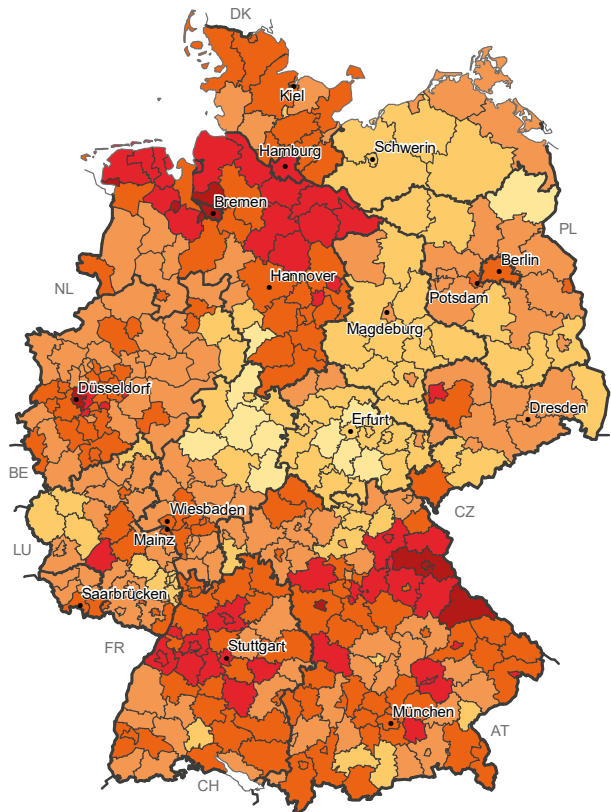 DK
Kiel
Hamburg
Schwerin
Bremen
PL
Berlin
Hannover
NL
Potsdam
Magdeburg
Düsseldorf
Dresden
Erfurt
BE
Wiesbaden
CZ
Mainz
LU
Saarbrücken
FR
Stuttgart
München
AT
CH